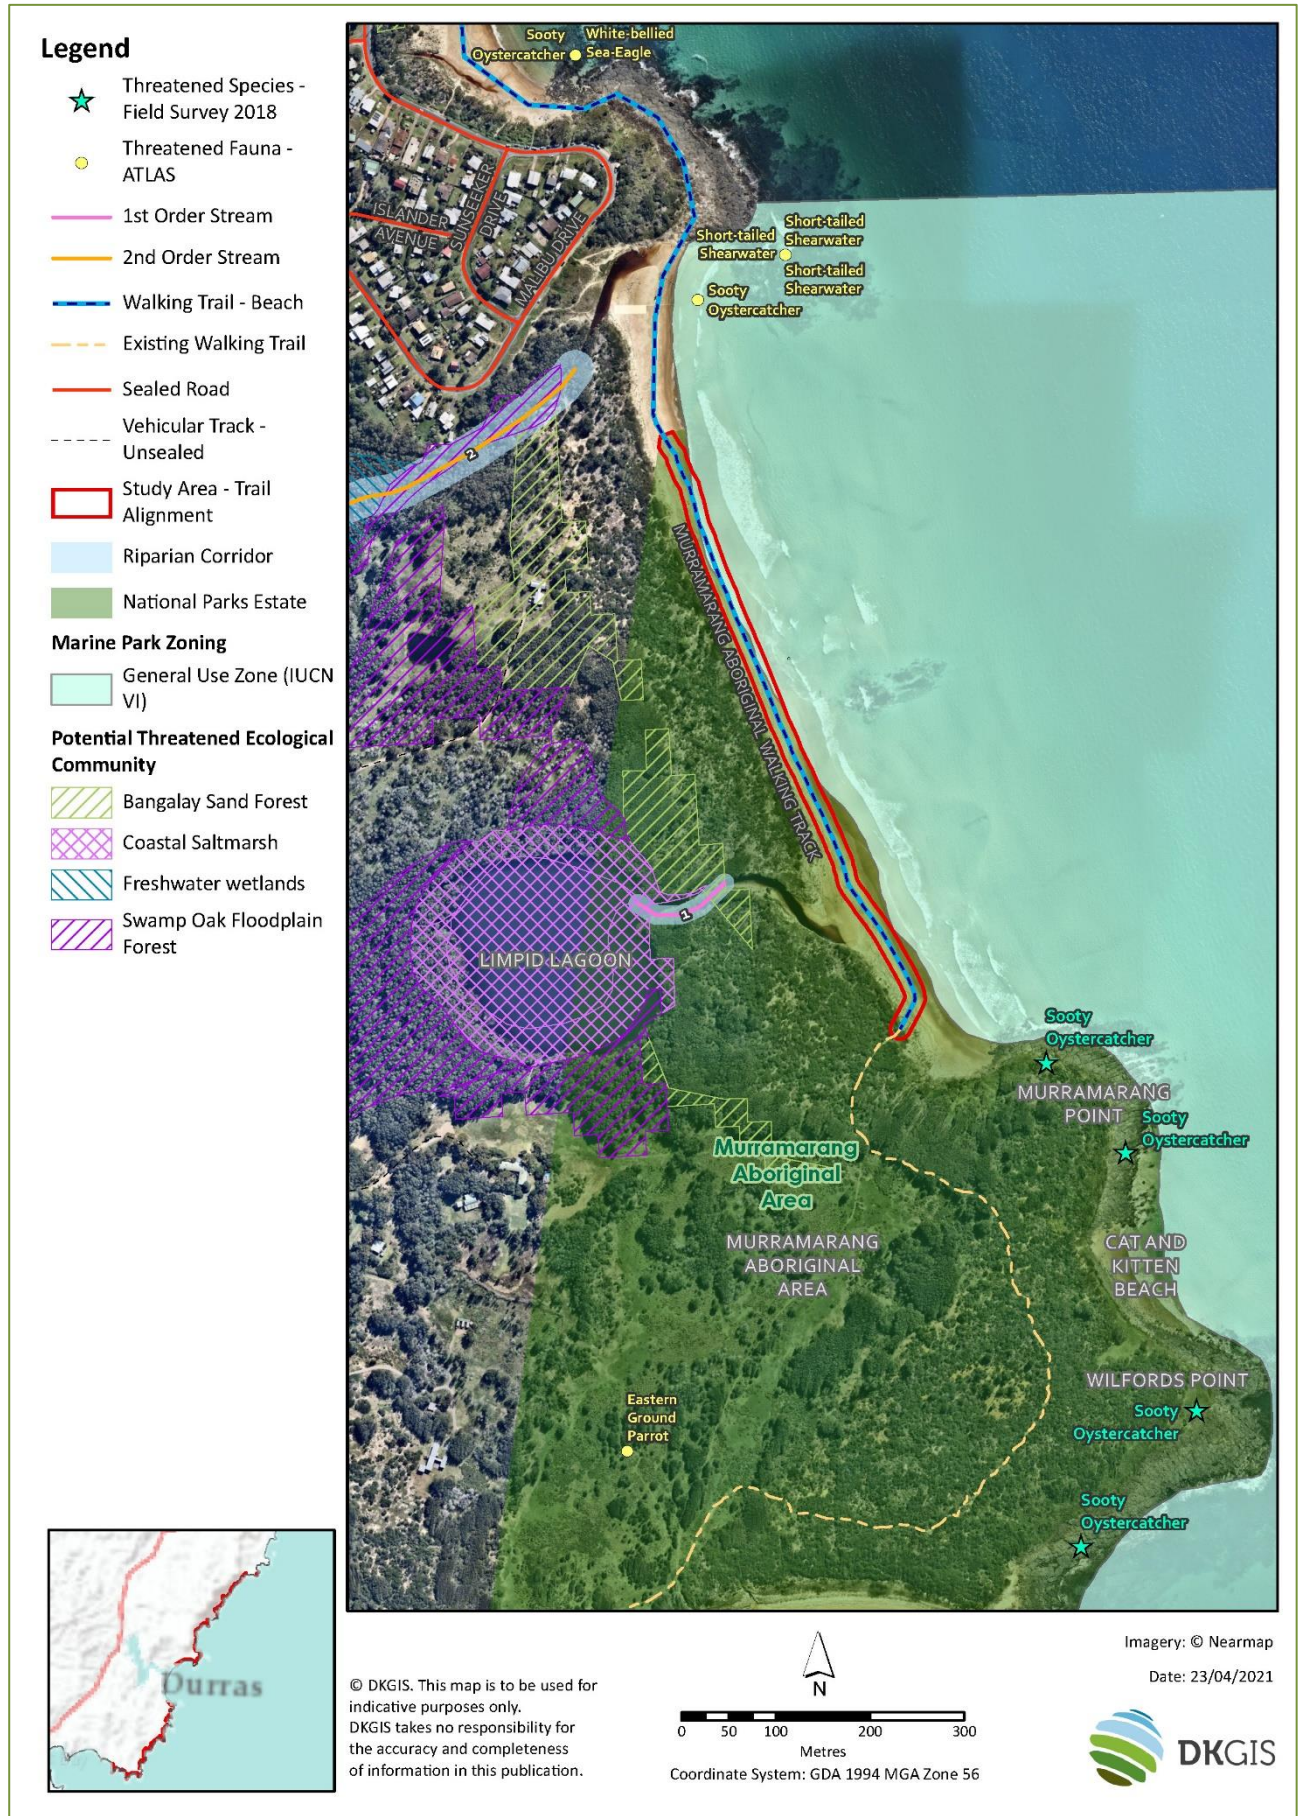 Legend
Threatened Species -
Field Survey 2018
Threatened Fauna -
ATLAS
1st Order Stream
2nd Order Stream
Walking Trail - Beach
Existing Walking Trail
Sealed Road
Vehicular Track -
Unsealed
Study Area - Trail
Alignment
Riparian Corridor
National Parks Estate
Marine Park Zoning
General Use Zone (IUCN
VI)
Potential Threatened Ecological
Community
Bangalay Sand Forest
Coastal Saltmarsh
Freshwater wetlands
Swamp Oak Floodplain
Forest
Sooty
Oystercatcher
White-bellied
Sea-Eagle
ISLANDER
AVENUE
SUNSEEKER
DRIVE
MALIBU DRIVE
Short-tailed
Shearwater
Short-tailed
Shearwater
Short-tailed
Shearwater
Sooty
Oystercatcher
2
MURRAMARANG ABORIGINAL WALKING TRACK
1
LIMPID LAGOON
Sooty
Oystercatcher
MURRAMARANG
POINT
Sooty
Oystercatcher
Murramarang
Aboriginal
Area
MURRAMARANG
ABORIGINAL
AREA
CAT AND
KITTEN
BEACH
WILFORDS POINT
Sooty
Oystercatcher
Eastern
Ground
Parrot
Sooty
Oystercatcher
Durras
© DKGIS. This map is to be used for
indicative purposes only.
DKGIS takes no responsibility for
the accuracy and completeness
of information in this publication.
N
0 50 100 200 300
Metres
Coordinate System: GDA 1994 MGA Zone 56
Imagery: © Nearmap
Date: 23/04/2021
DKGIS